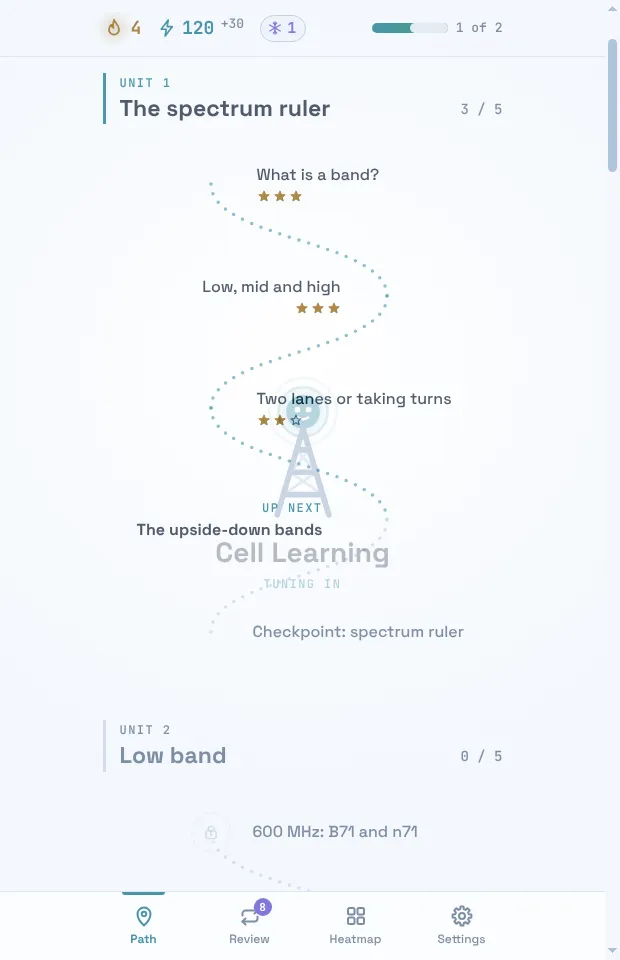 4 120 +30 1 1 of 2
UNIT 1
The spectrum ruler 3 / 5
What is a band?
Low, mid and high
Two lanes or taking turns
UP NEXT
The upside-down bands
Cell Learning
TUNING IN
Checkpoint: spectrum ruler
UNIT 2
Low band 0 / 5
600 MHz: B71 and n71
8
Path Review Heatmap Settings